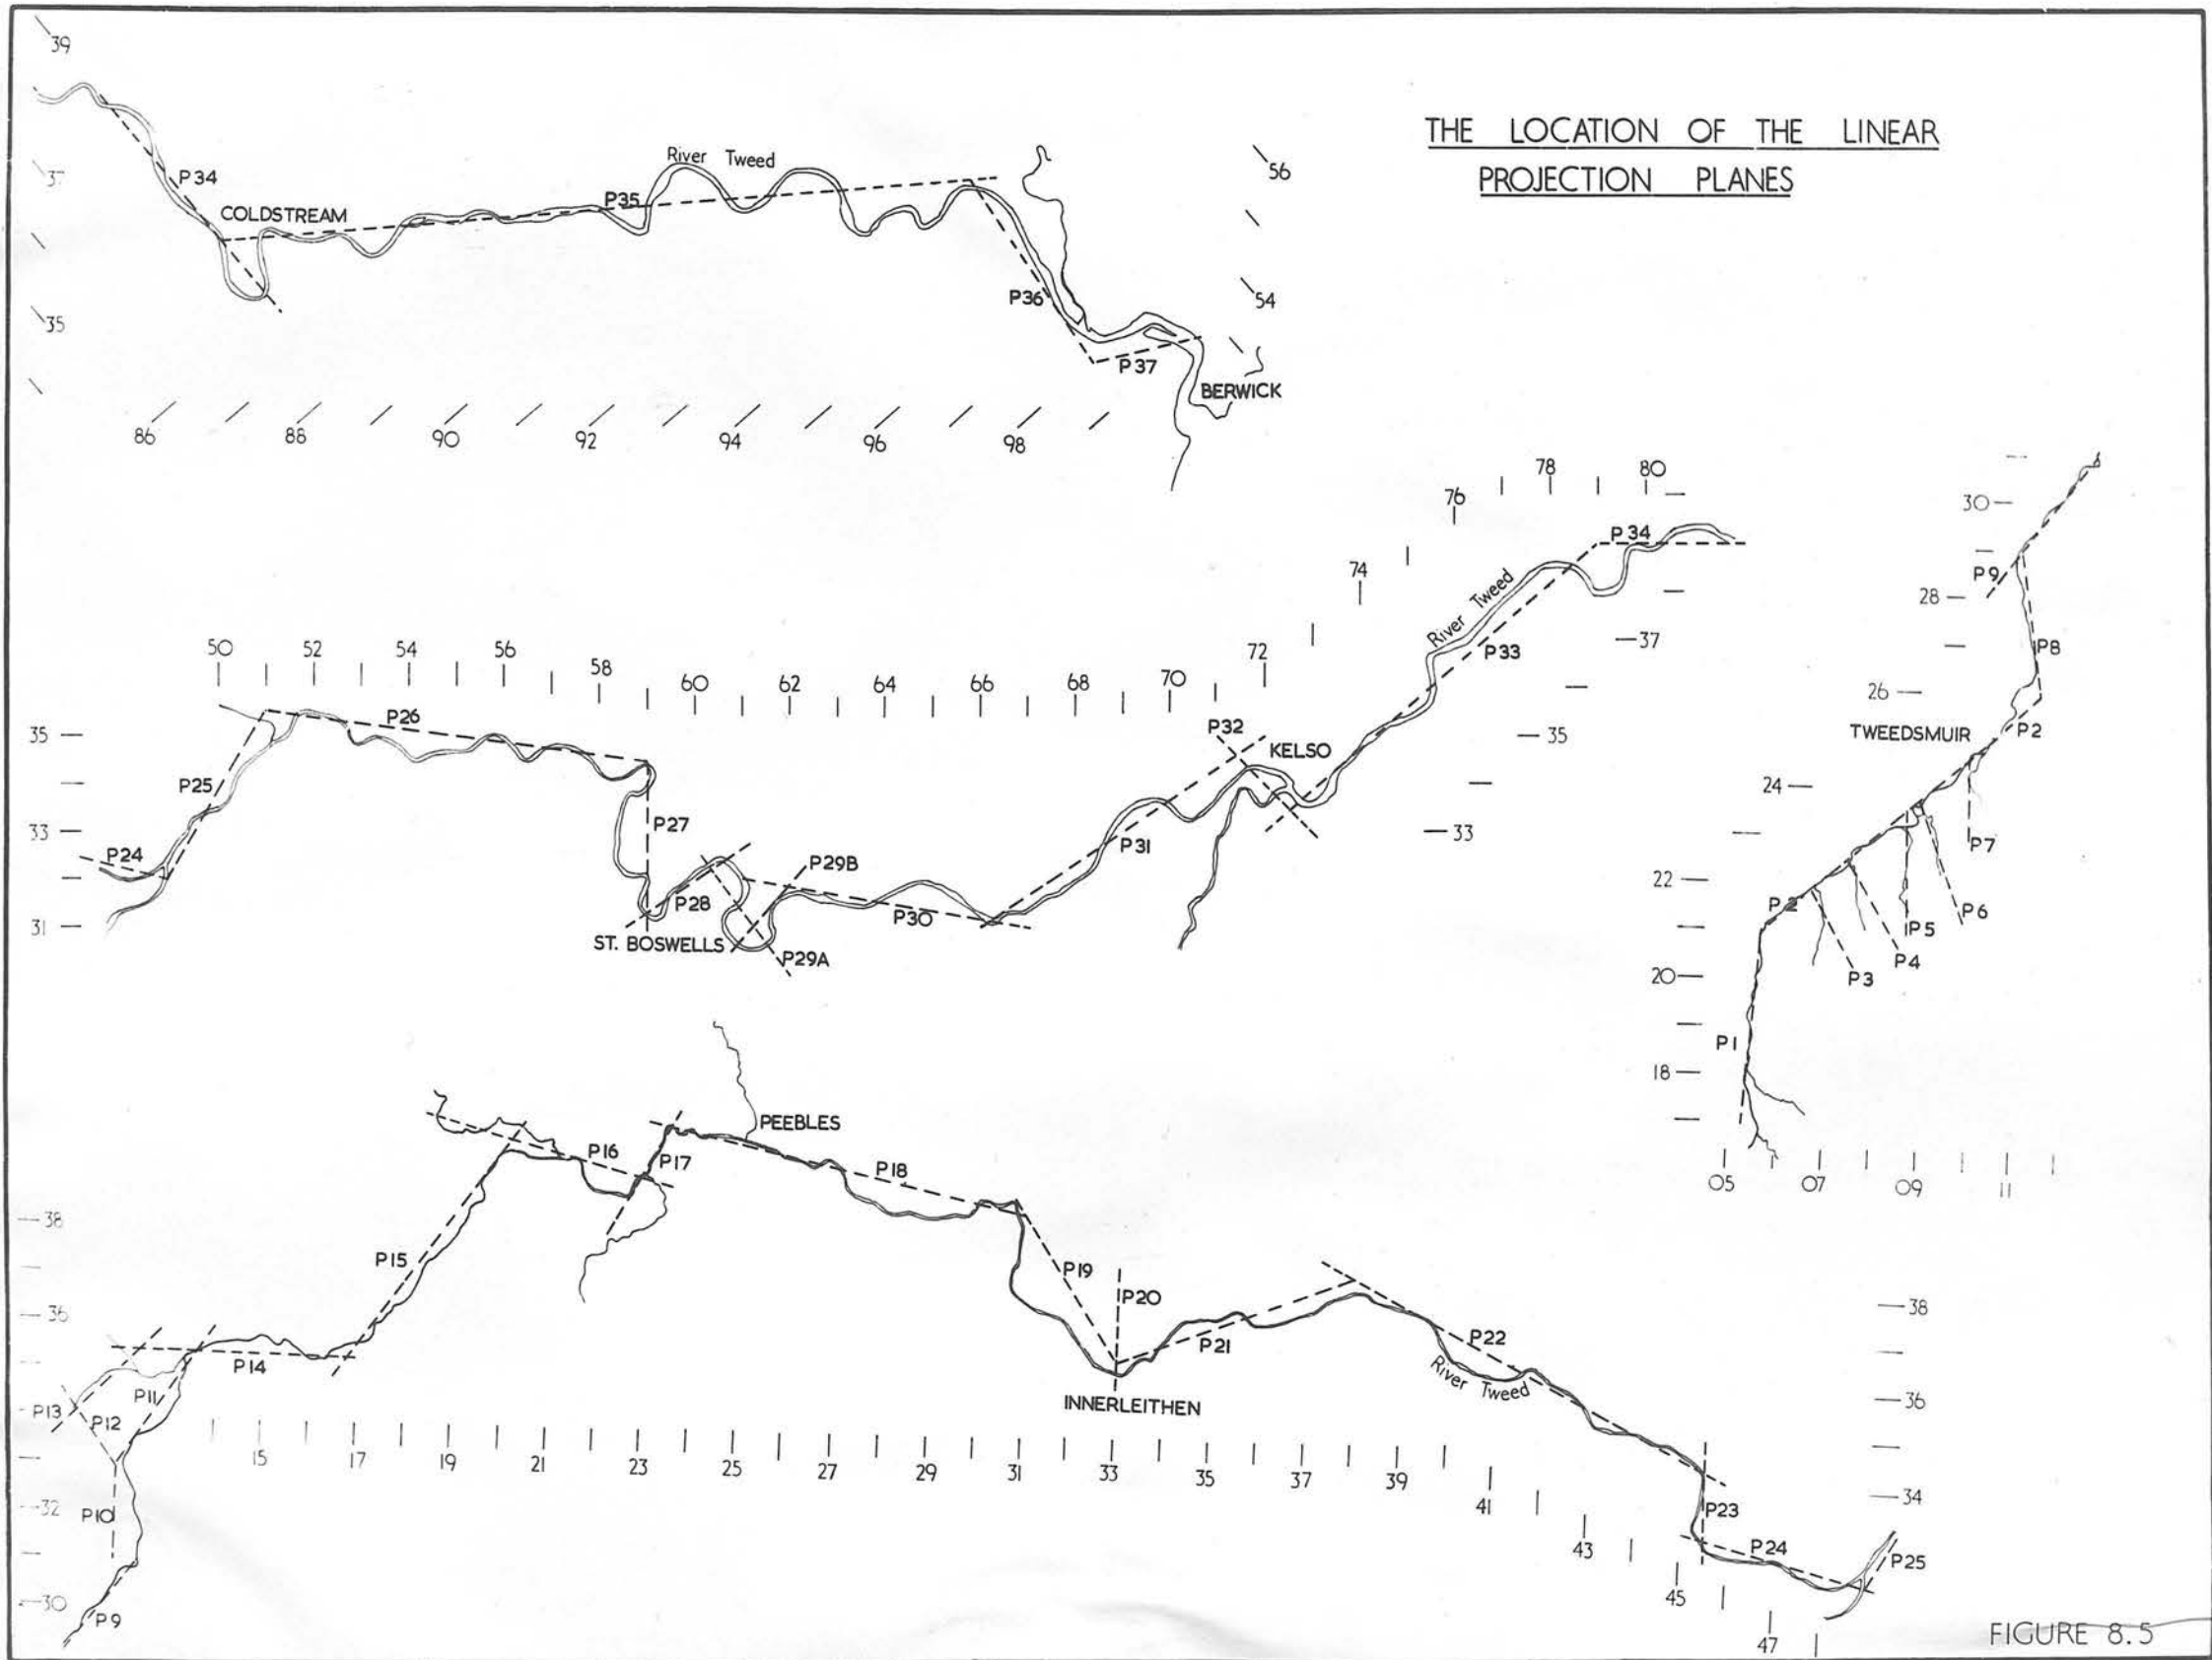 THE LOCATION OF THE LINEAR
PROJECTION PLANES
39
37
35
P34
COLDSTREAM
P35
River Tweed
P36
P37
BERWICK
56
54
86
88
90
92
94
96
98
50
52
54
56
58
60
62
64
66
68
70
72
74
76
78
80
35
33
31
P24
P25
P26
P27
P28
P29B
P29A
P30
ST. BOSWELLS
P31
P32
KELSO
P33
River Tweed
P34
37
35
33
30
P9
28
P8
26
TWEEDSMUIR
P2
24
P7
22
P2
P6
P5
P4
P3
20
P1
18
05
07
09
11
PEEBLES
P16
P17
P18
38
P15
P19
P20
36
P14
P21
P22
River Tweed
38
P11
P13
P12
INNERLEITHEN
36
15
17
19
21
23
25
27
29
31
33
35
37
39
41
43
45
47
32
P10
P23
34
P24
P25
30
P9
FIGURE 8.5